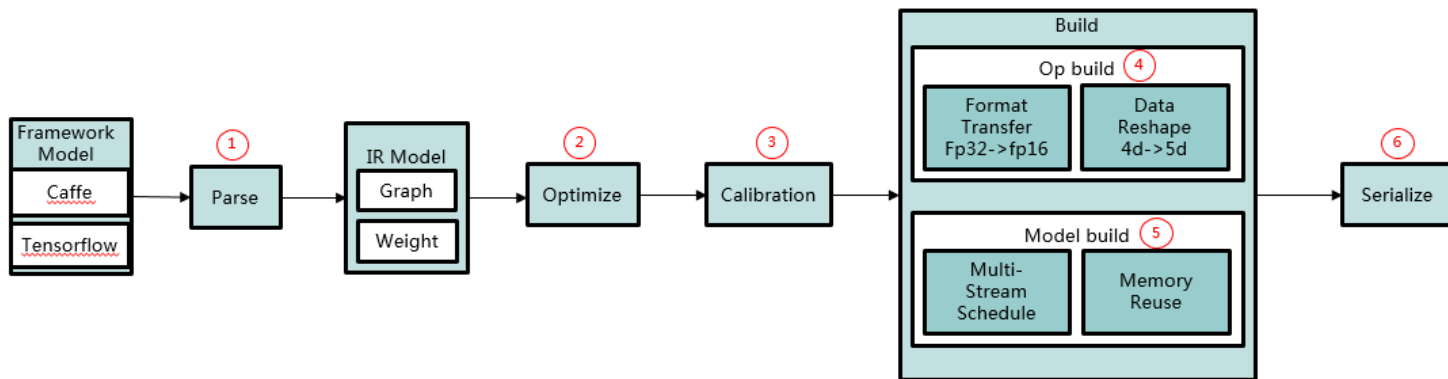 Framework
Model
Caffe
Tensorflow
1
Parse
IR Model
Graph
Weight
2
Optimize
3
Calibration
Build
Op build
4
Format
Transfer
Fp32->fp16
Data
Reshape
4d->5d
Model build
5
Multi-
Stream
Schedule
Memory
Reuse
6
Serialize